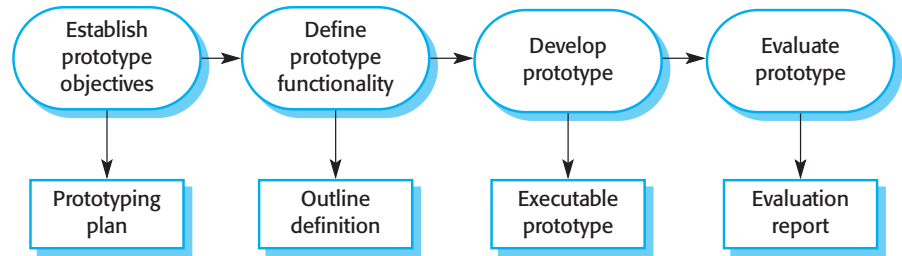 Establish
prototype
objectives
Define
prototype
functionality
Develop
prototype
Evaluate
prototype
Prototyping
plan
Outline
definition
Executable
prototype
Evaluation
report